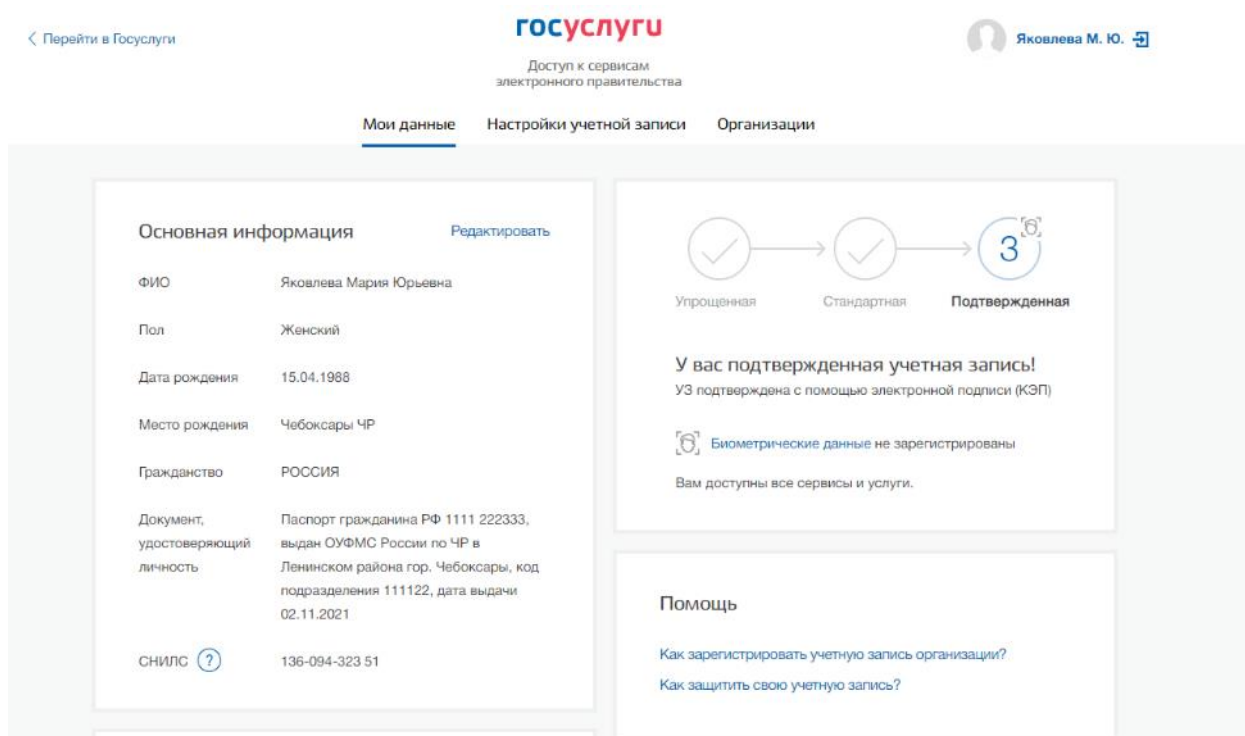 Перейти в Госуслуги
госуслуги
Яковлева М. Ю.
Доступ к сервисам
электронного правительства
Мои данные Настройки учетной записи Организации
Основная информация Редактировать
ФИО Яковлева Мария Юрьевна
Пол Женский
Дата рождения 15.04.1988
Место рождения Чебоксары ЧР
Гражданство РОССИЯ
Документ, Паспорт гражданина РФ 1111 222333,
удостоверяющий выдан ОУФМС России по ЧР в
личность Ленинском района гор. Чебоксары, код
подразделения 111122, дата выдачи
02.11.2021
СНИЛС ? 136-094-323 51
3
Упрощенная Стандартная Подтвержденная
У вас подтвержденная учетная запись!
УЗ подтверждена с помощью электронной подписи (КЭП)
Биометрические данные не зарегистрированы
Вам доступны все сервисы и услуги.
Помощь
Как зарегистрировать учетную запись организации?
Как защитить свою учетную запись?